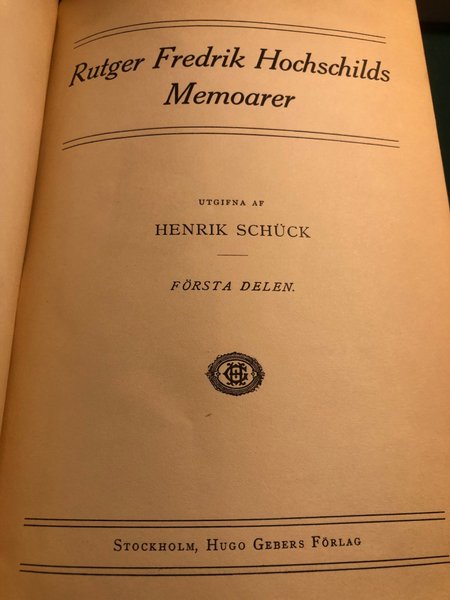 Rutger Fredrik Hochschilds
Memoarer
UTGIFNA AF
HENRIK SCHÜCK
FÖRSTA DELEN.
STOCKHOLM, HUGO GEBERS FÖRLAG